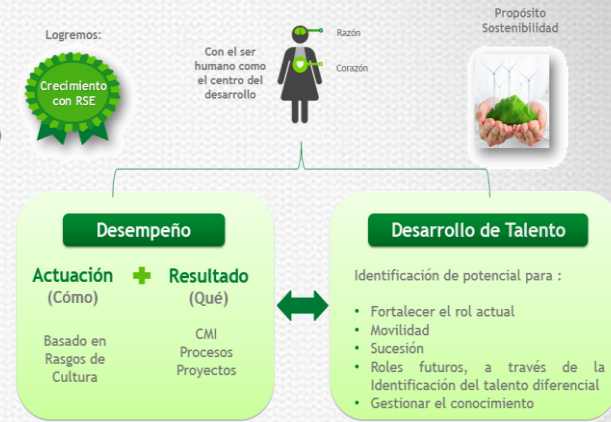 Logremos:
Crecimiento
con RSE
Con el ser
humano como
el centro del
desarrollo
Razón
Corazón
Propósito
Sostenibilidad
Desempeño
Actuación
(Cómo)
+
Resultado
(Qué)
Basado en
Rasgos de
Cultura
CMI
Procesos
Proyectos
Desarrollo de Talento
Identificación de potencial para :
• Fortalecer el rol actual
• Movilidad
• Sucesión
• Roles futuros, a través de la
Identificación del talento diferencial
• Gestionar el conocimiento